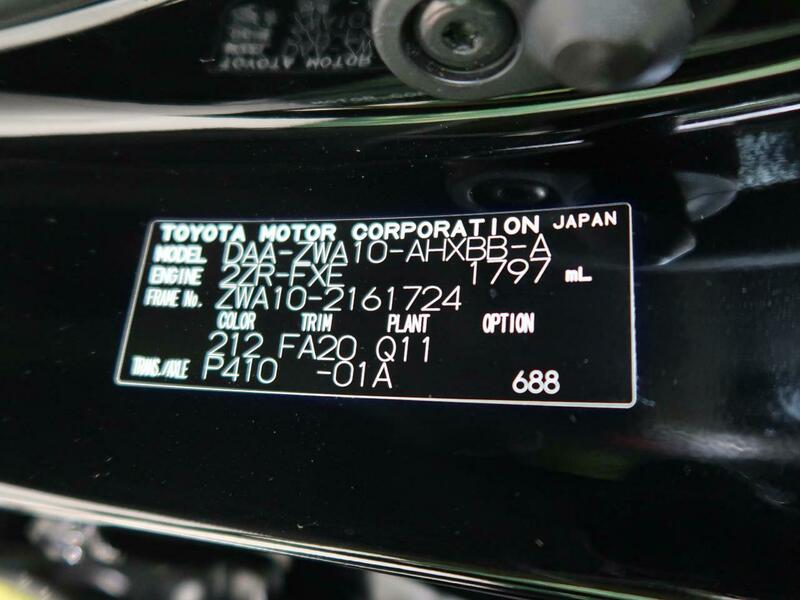 TOYOTA MOTOR CORPORATION JAPAN
MODEL DAA-ZWA10-AHXBB-A
ENGINE 2ZR-FXE 1797 mL
FRAME No. ZWA10-2161724
COLOR TRIM PLANT OPTION
212 FA20 Q11
TRANS./AXLE P410 -01A 688